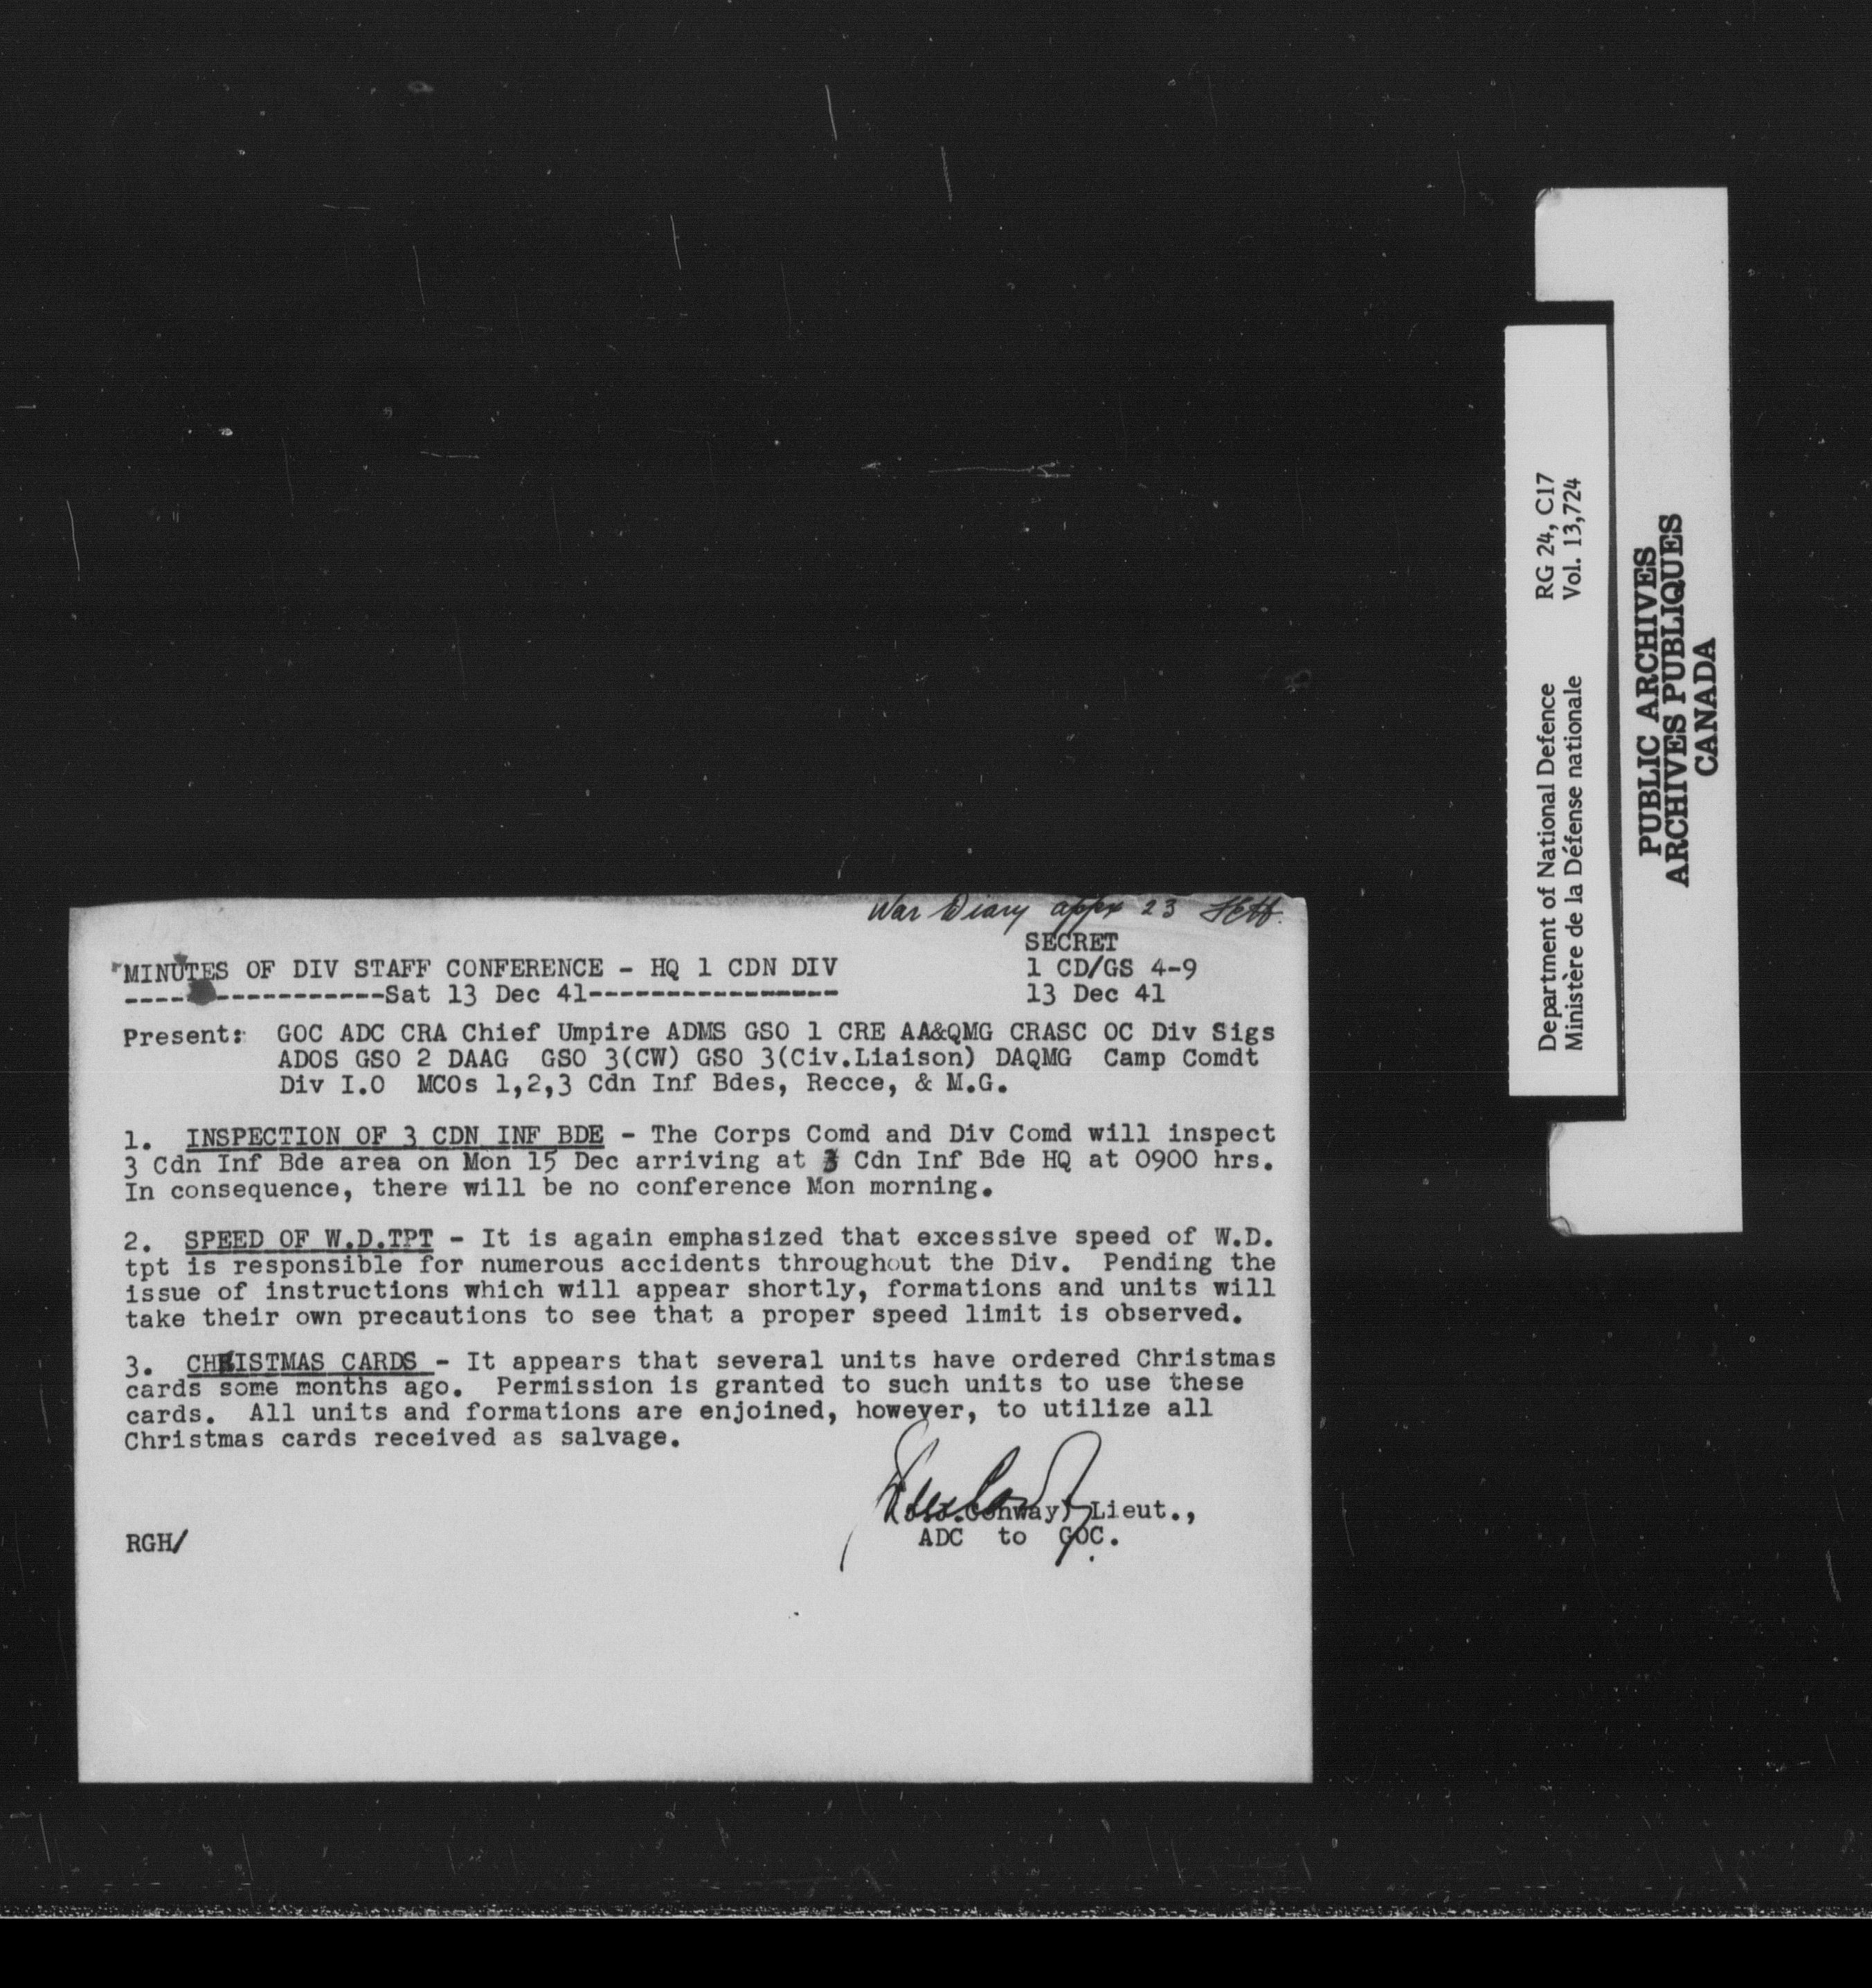 War Diary appx 23
SECRET
MINUTES OF DIV STAFF CONFERENCE - HQ 1 CDN DIV 1 CD/GS 4-9
-----------------Sat 13 Dec 41---------------- 13 Dec 41
Present: GOC ADC CRA Chief Umpire ADMS GSO 1 CRE AA&QMG CRASC OC Div Sigs
ADOS GSO 2 DAAG GSO 3(CW) GSO 3(Civ.Liaison) DAQMG Camp Comdt
Div I.O MCOs 1,2,3 Cdn Inf Bdes, Recce, & M.G.
1. INSPECTION OF 3 CDN INF BDE - The Corps Comd and Div Comd will inspect
3 Cdn Inf Bde area on Mon 15 Dec arriving at 3 Cdn Inf Bde HQ at 0900 hrs.
In consequence, there will be no conference Mon morning.
2. SPEED OF W.D.TPT - It is again emphasized that excessive speed of W.D.
tpt is responsible for numerous accidents throughout the Div. Pending the
issue of instructions which will appear shortly, formations and units will
take their own precautions to see that a proper speed limit is observed.
3. CHRISTMAS CARDS - It appears that several units have ordered Christmas
cards some months ago. Permission is granted to such units to use these
cards. All units and formations are enjoined, however, to utilize all
Christmas cards received as salvage.
Conway) Lieut.,
ADC to GOC.
RGH/
Department of National Defence RG 24, C17
Ministère de la Défense nationale Vol. 13,724
PUBLIC ARCHIVES
ARCHIVES PUBLIQUES
CANADA